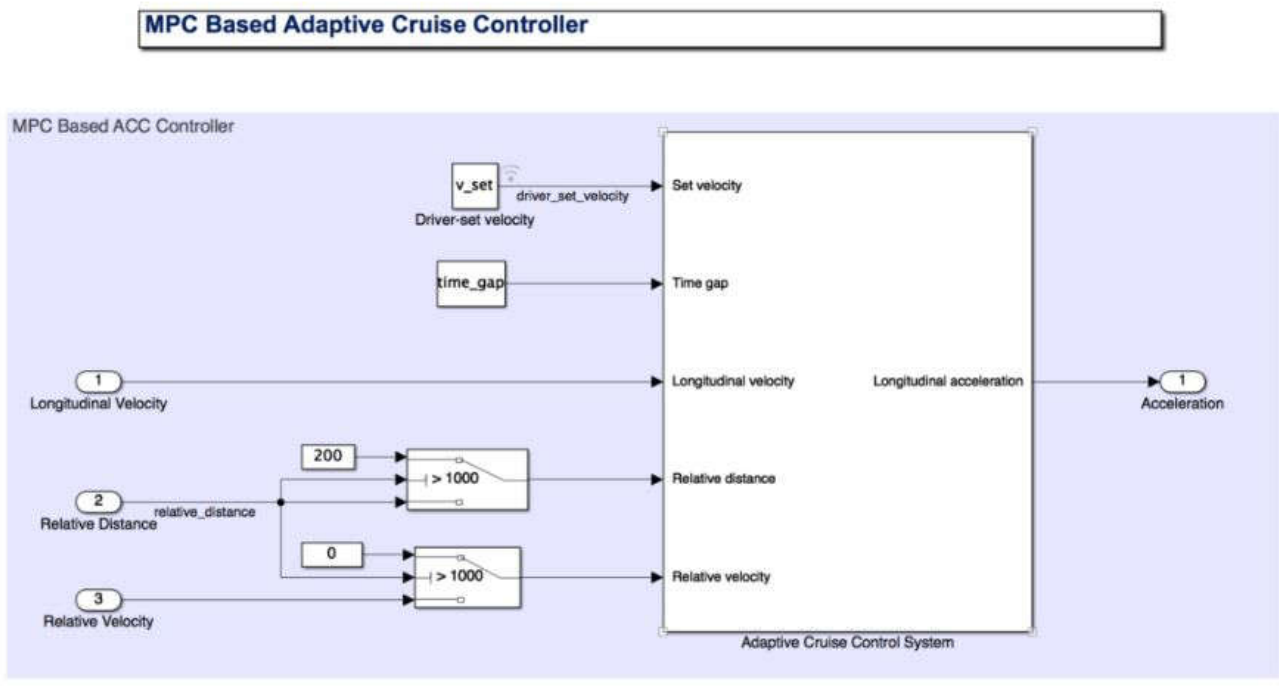 MPC Based Adaptive Cruise Controller
MPC Based ACC Controller
v_set
driver_set_velocity
Driver-set velocity
Set velocity
time_gap
Time gap
1
Longitudinal Velocity
Longitudinal velocity
Longitudinal acceleration
1
Acceleration
200
> 1000
2
relative_distance
Relative Distance
Relative distance
0
> 1000
3
Relative Velocity
Relative velocity
Adaptive Cruise Control System